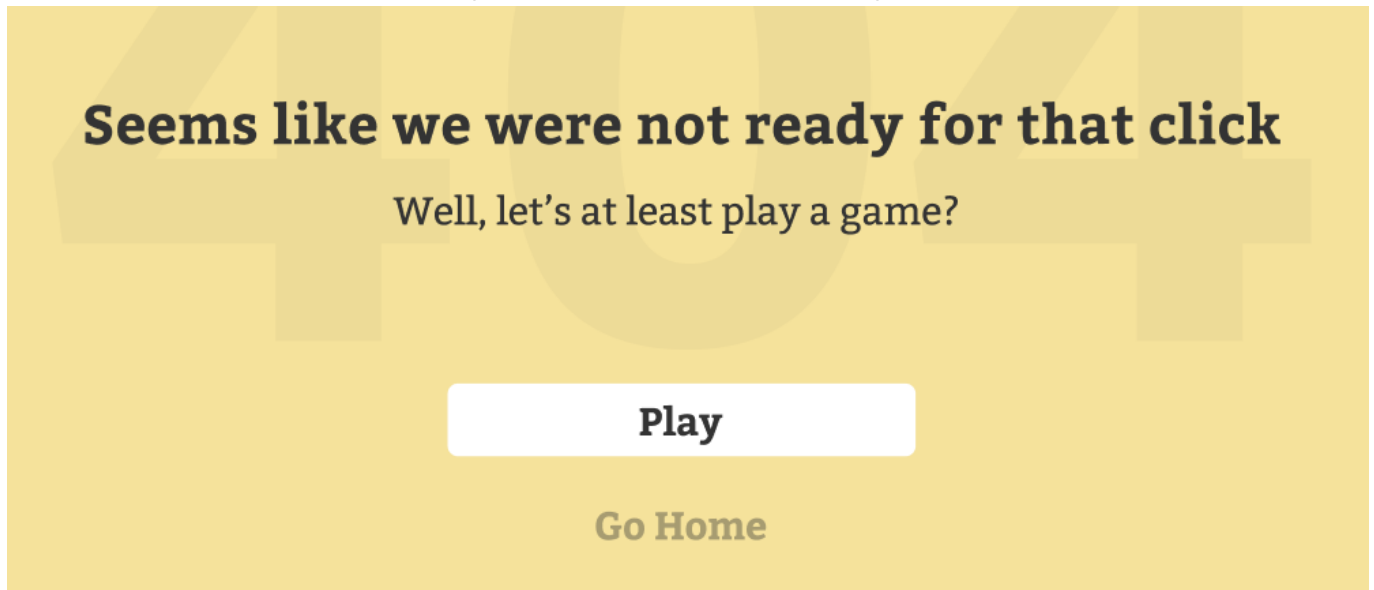 404
Seems like we were not ready for that click
Well, let’s at least play a game?
Play
Go Home